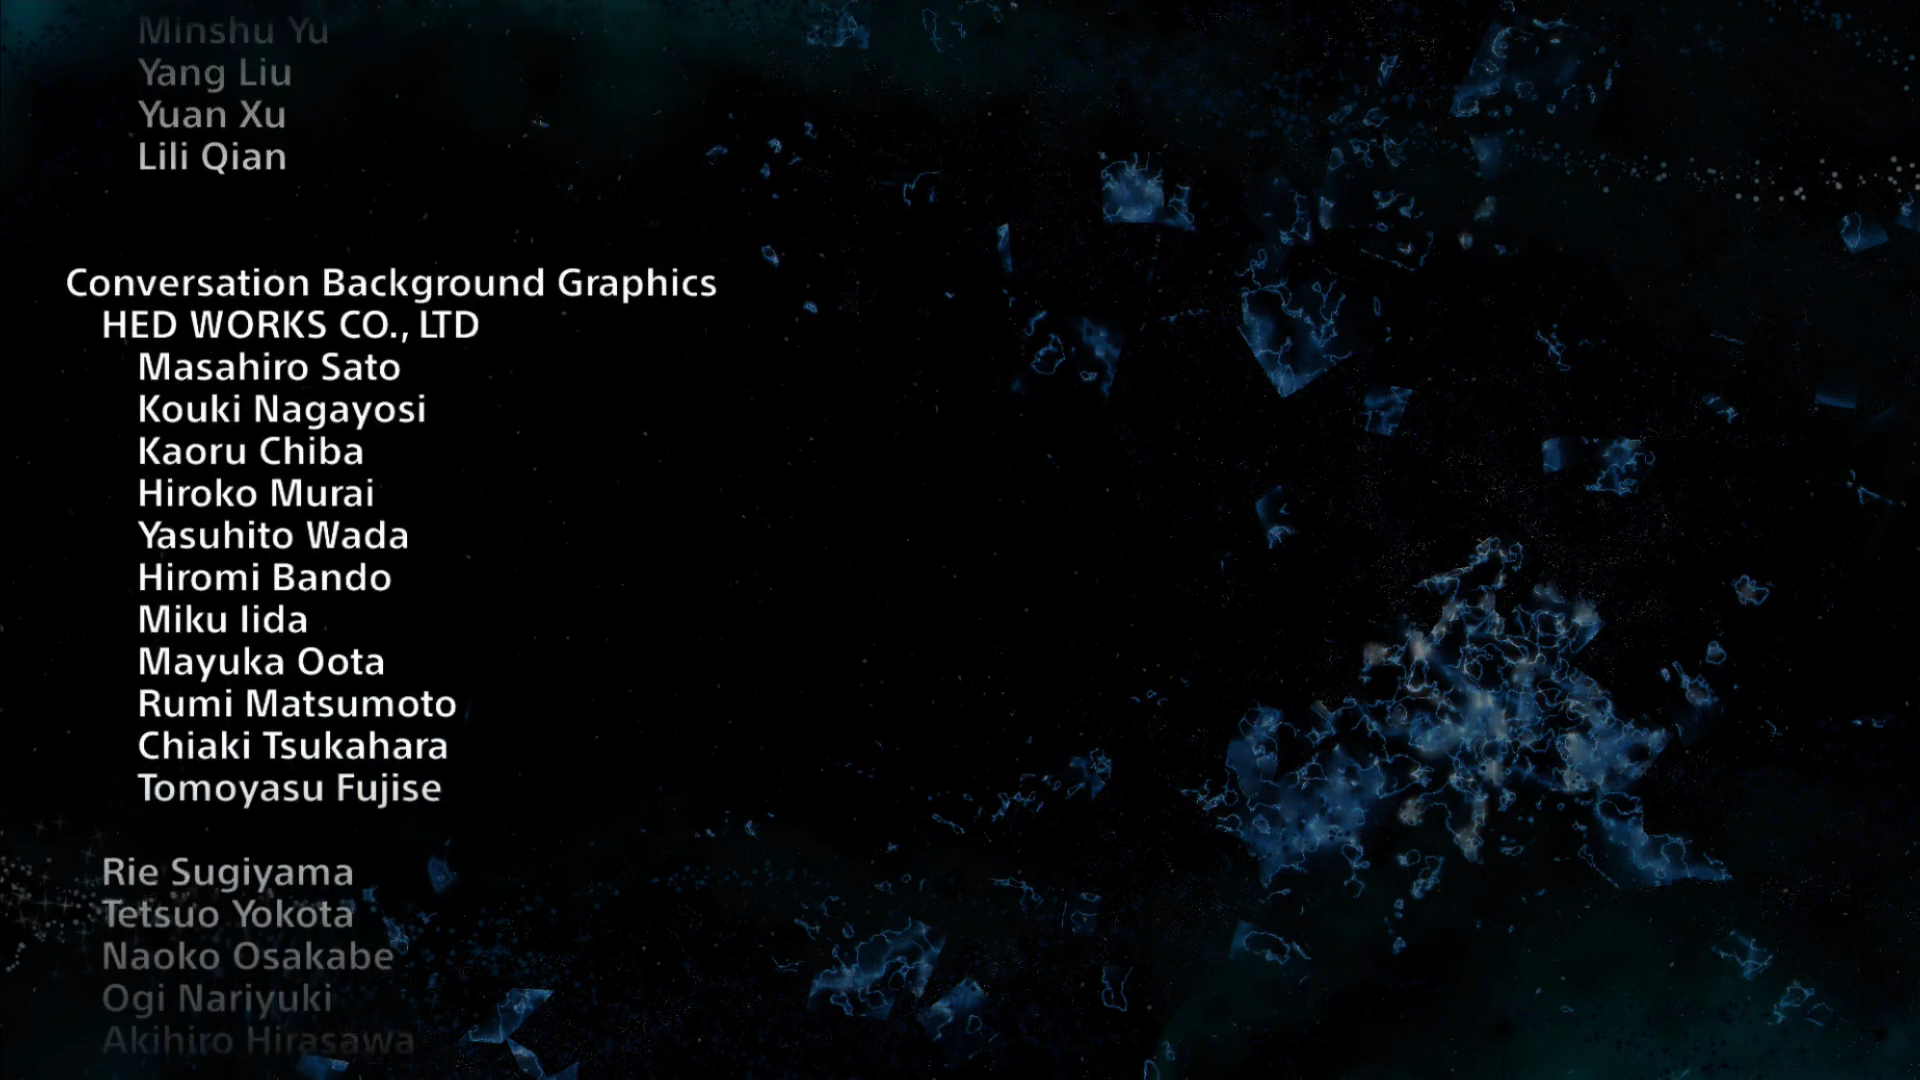 Minshu Yu
Yang Liu
Yuan Xu
Lili Qian
Conversation Background Graphics
HED WORKS CO., LTD
Masahiro Sato
Kouki Nagayosi
Kaoru Chiba
Hiroko Murai
Yasuhito Wada
Hiromi Bando
Miku Iida
Mayuka Oota
Rumi Matsumoto
Chiaki Tsukahara
Tomoyasu Fujise
Rie Sugiyama
Tetsuo Yokota
Naoko Osakabe
Ogi Nariyuki
Akihiro Hirasawa